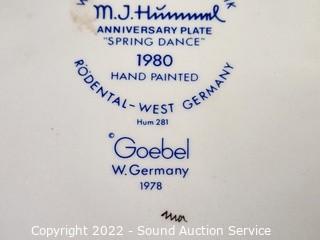 M.J.Hummel
ANNIVERSARY PLATE
"SPRING DANCE"
1980
HAND PAINTED
RÖDENTAL-WEST GERMANY
Hum 281
© Goebel
W. Germany
1978
Copyright 2022 - Sound Auction Service